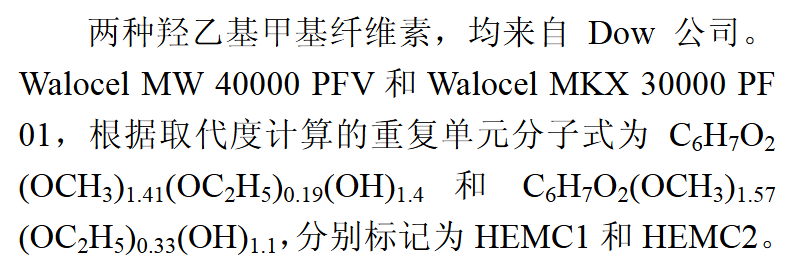 两种羟乙基甲基纤维素，均来自 Dow 公司。
Walocel MW 40000 PFV 和 Walocel MKX 30000 PF
01，根据取代度计算的重复单元分子式为 C₆H₇O₂
(OCH₃)₁.₄₁(OC₂H₅)₀.₁₉(OH)₁.₄ 和 C₆H₇O₂(OCH₃)₁.₅₇
(OC₂H₅)₀.₃₃(OH)₁.₁，分别标记为 HEMC1 和 HEMC2。